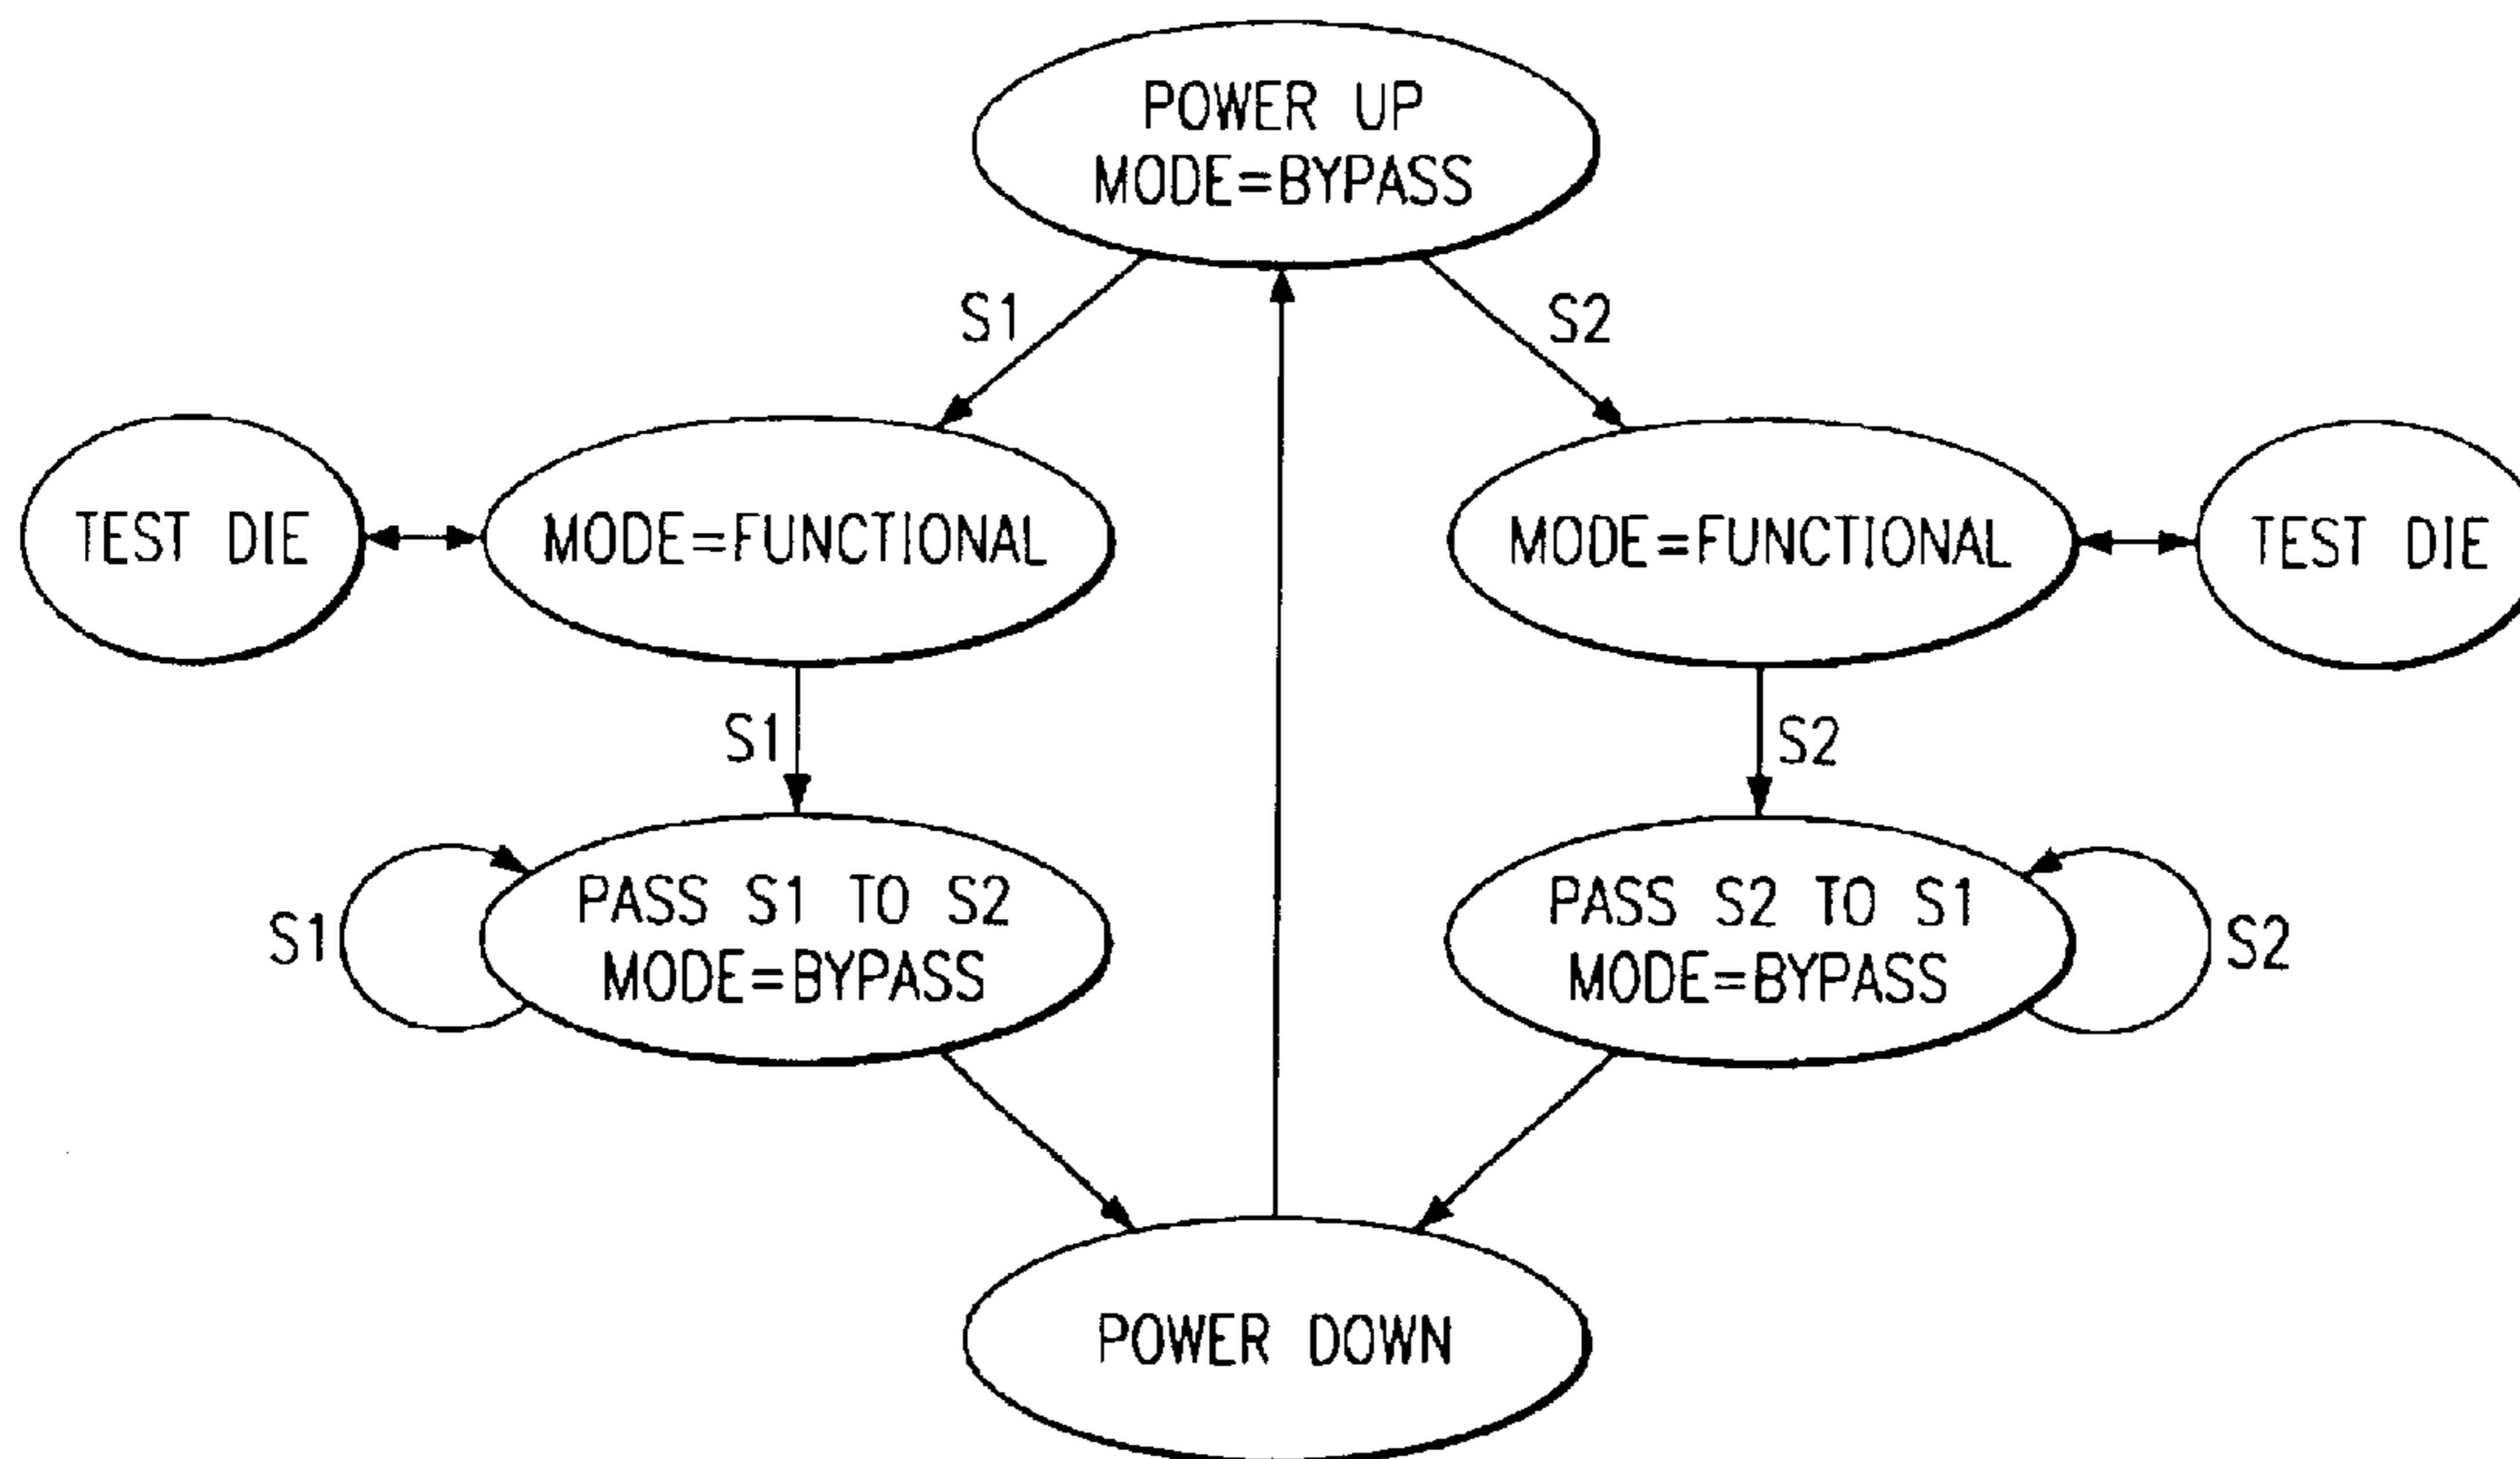 POWER UP
MODE=BYPASS
S1
S2
TEST DIE
MODE=FUNCTIONAL
MODE=FUNCTIONAL
TEST DIE
S1
S2
S1
PASS S1 TO S2
MODE=BYPASS
PASS S2 TO S1
MODE=BYPASS
S2
POWER DOWN